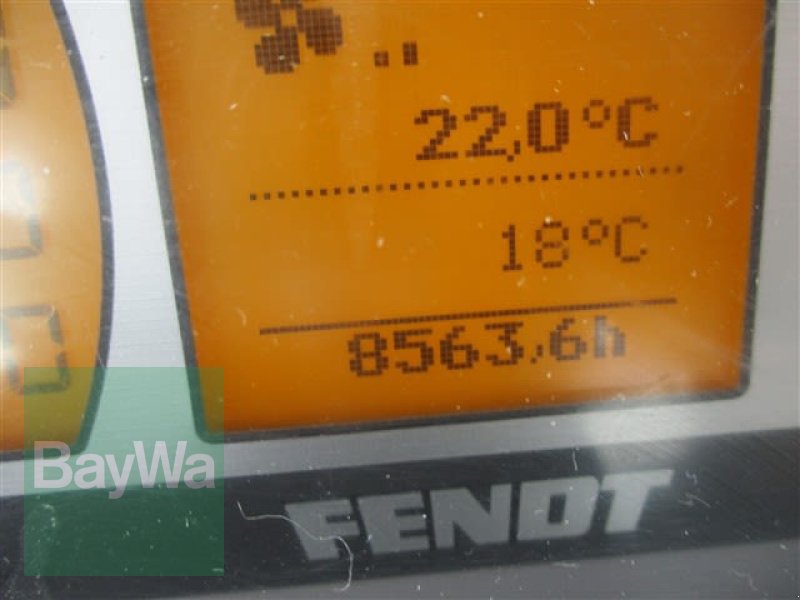 22,0°C
18°C
8563,6h
BayWa
FENDT